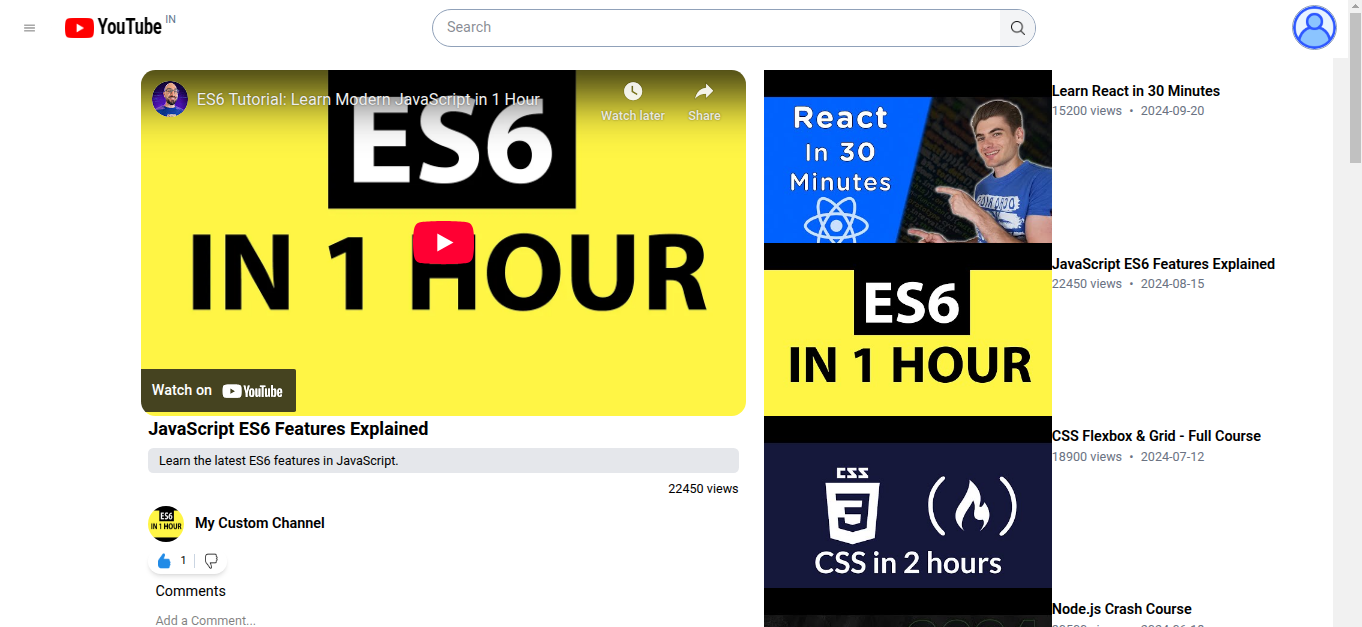 YouTube IN
Search
ES6 Tutorial: Learn Modern JavaScript in 1 Hour
Watch later
Share
ES6
IN 1 HOUR
Watch on YouTube
JavaScript ES6 Features Explained
Learn the latest ES6 features in JavaScript.
22450 views
ES6
IN 1 HOUR
My Custom Channel
1
Comments
Add a Comment...
React
In 30
Minutes
Learn React in 30 Minutes
15200 views • 2024-09-20
ES6
IN 1 HOUR
JavaScript ES6 Features Explained
22450 views • 2024-08-15
CSS
CSS in 2 hours
CSS Flexbox & Grid - Full Course
18900 views • 2024-07-12
Node.js Crash Course